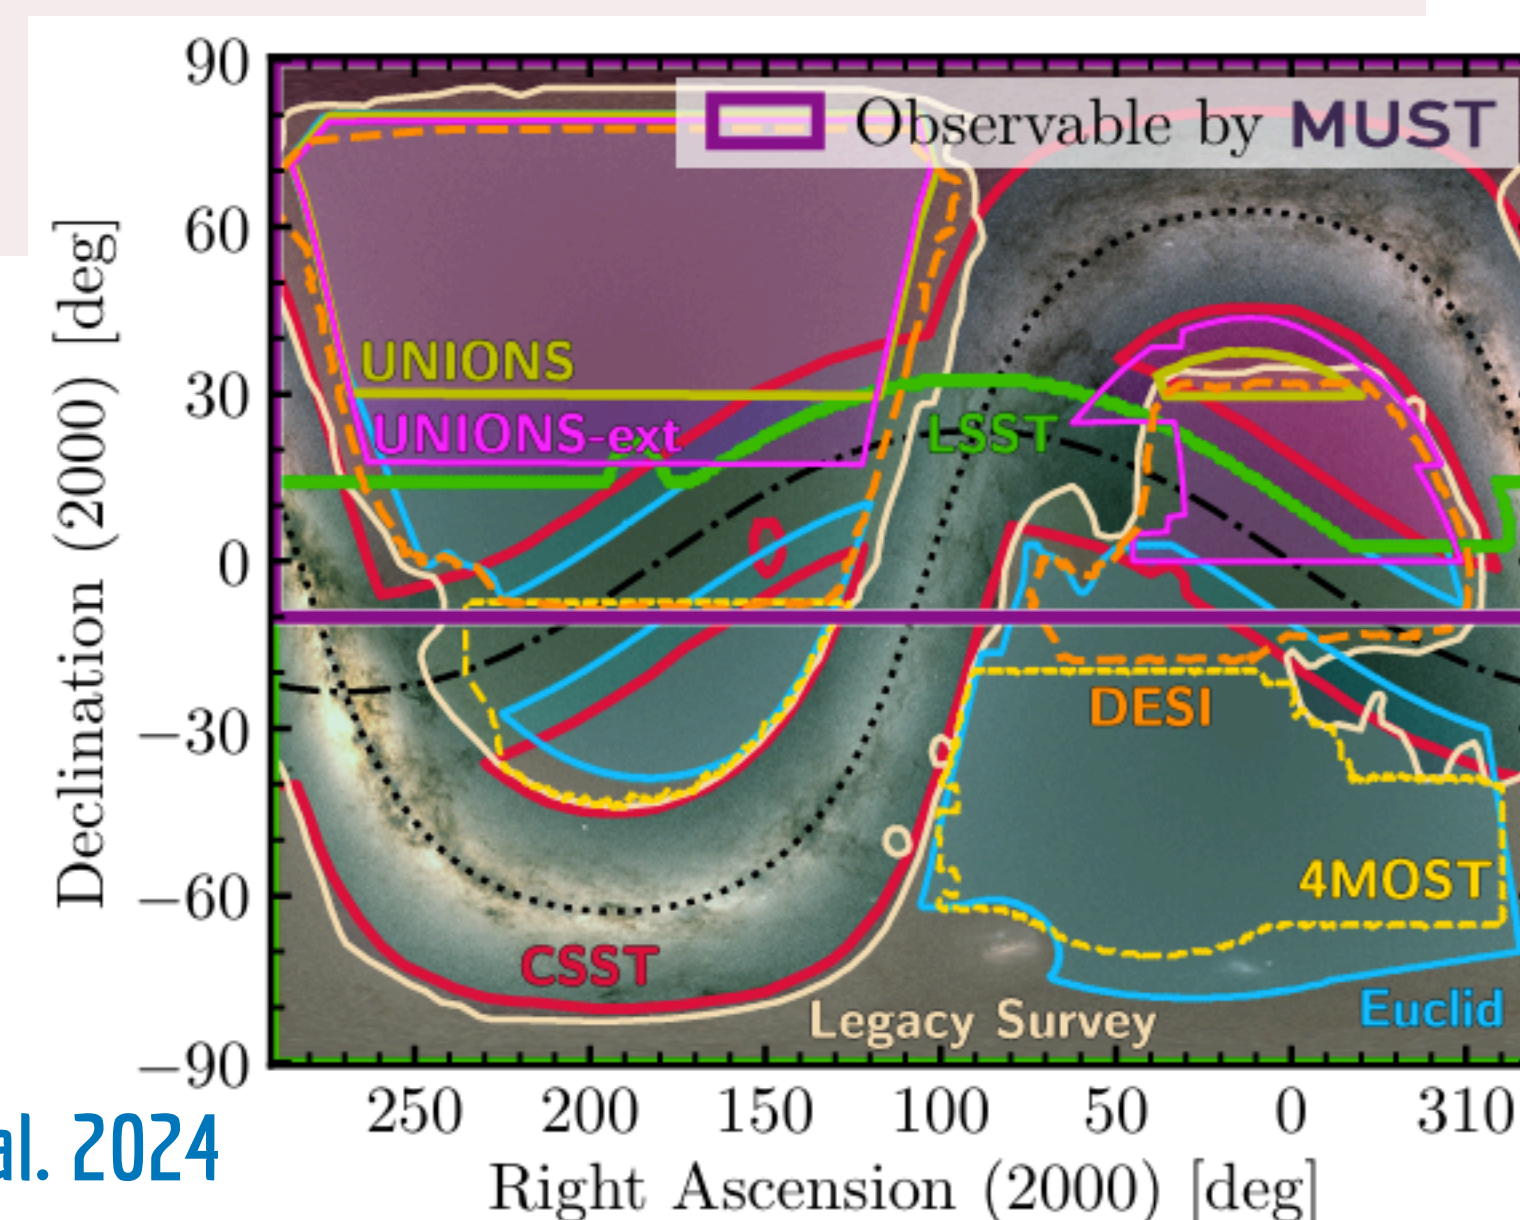 90
Observable by MUST
60
UNIONS
30
UNIONS-ext
LSST
0
DESI
−30
4MOST
−60
CSST
Euclid
Legacy Survey
−90
Declination (2000) [deg]
250 200 150 100 50 0 310
al. 2024
Right Ascension (2000) [deg]